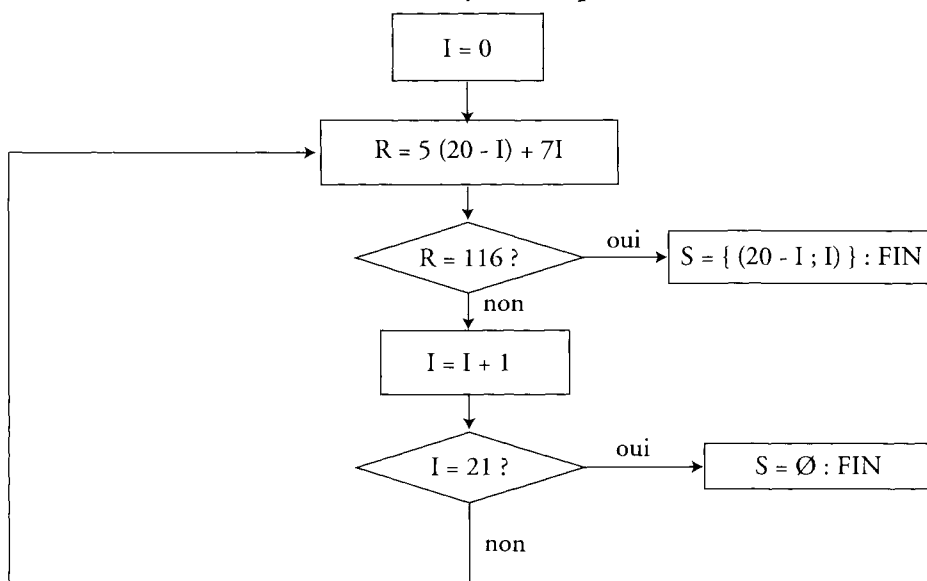 I = 0
R = 5 (20 - I) + 7I
R = 116 ?
oui
S = { (20 - I ; I) } : FIN
non
I = I + 1
I = 21 ?
oui
S = Ø : FIN
non